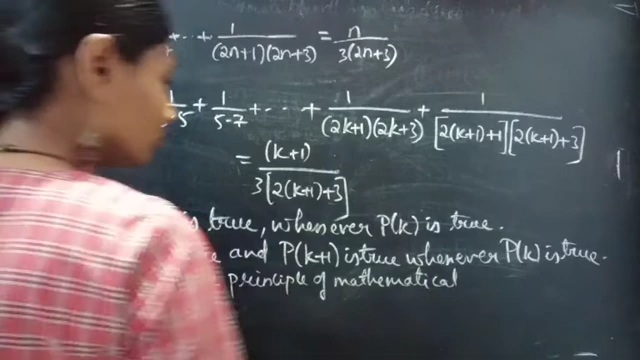 + ··· + 1/((2n+1)(2n+3)) = n/(3(2n+3))
+ 1/(5·7) + ··· + 1/((2k+1)(2k+3)) + 1/([2(k+1)+1][2(k+1)+3])
= (k+1)/(3[2(k+1)+3])
is true, whenever P(k) is true.
and P(k+1) is true whenever P(k) is true.
principle of mathematical